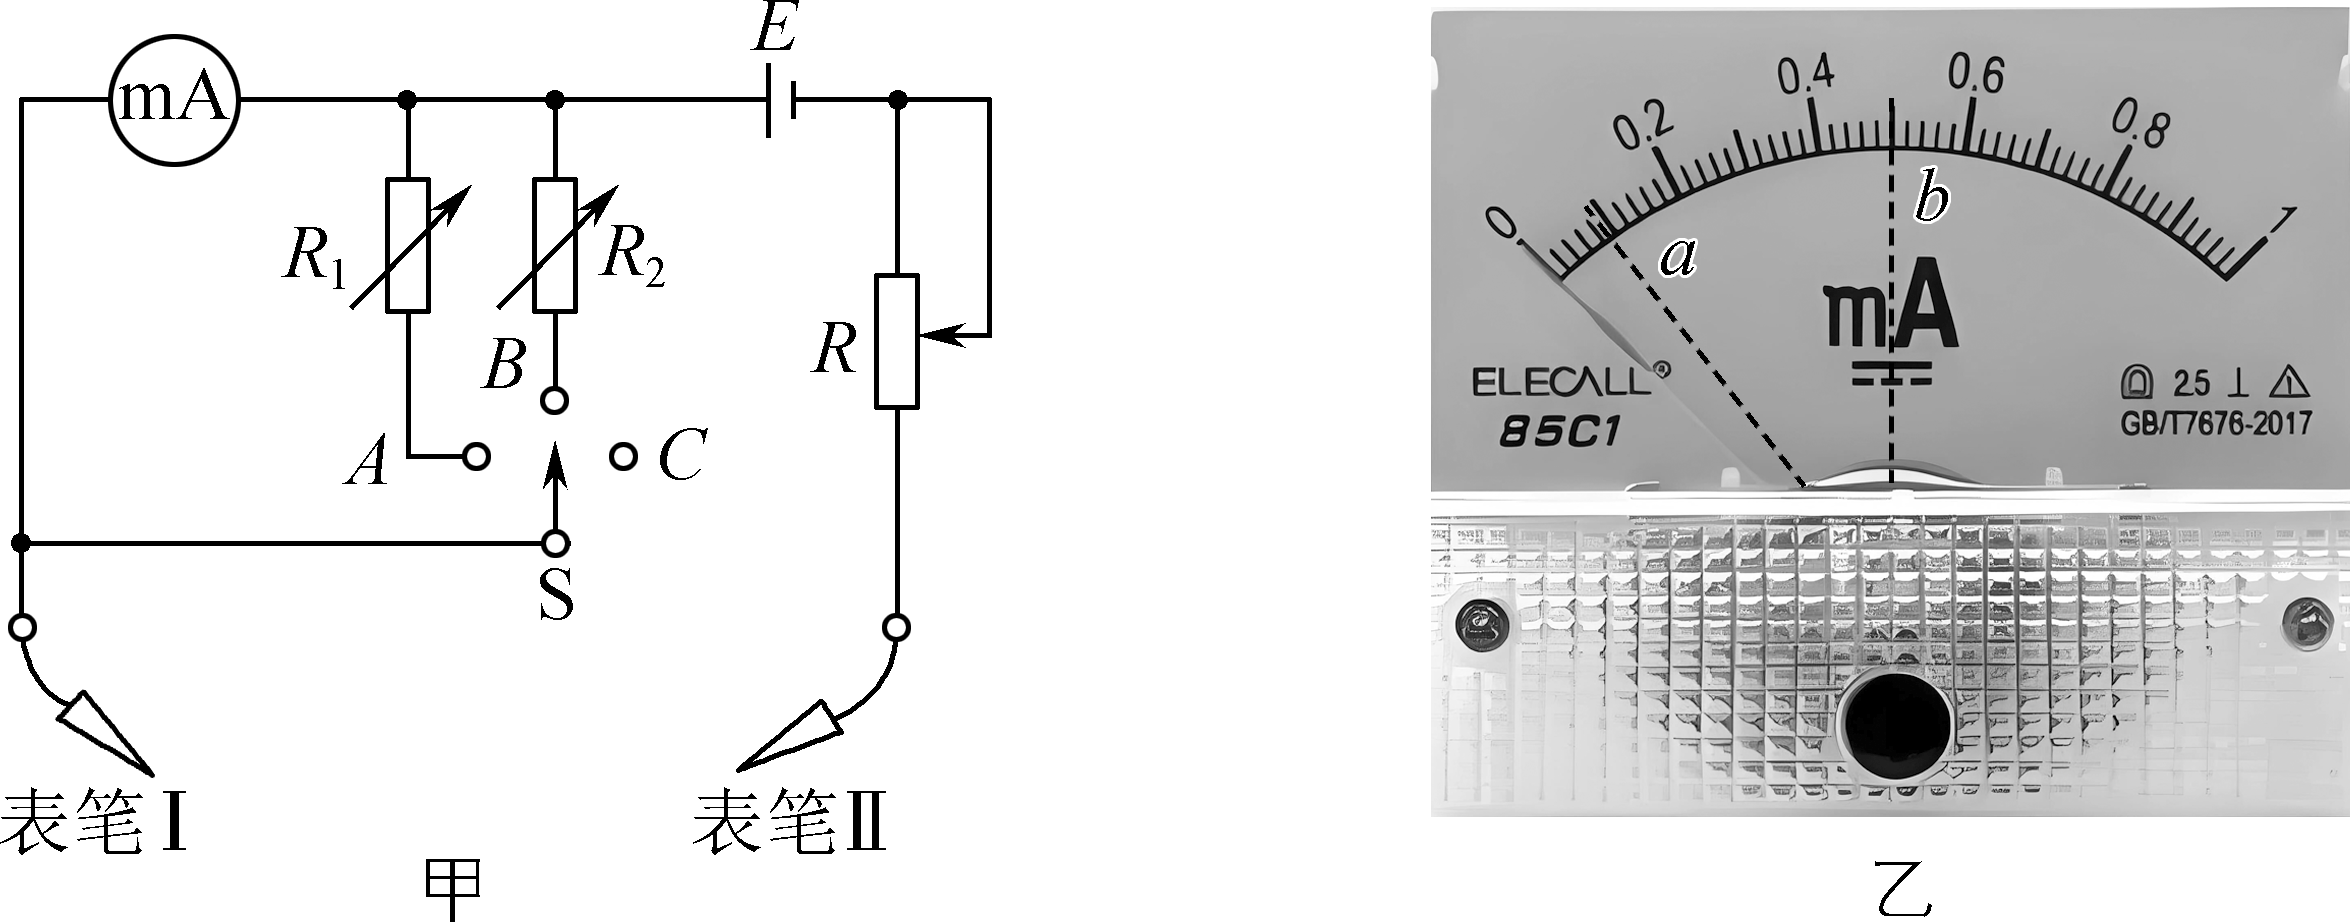 mA
E
R₁
R₂
B
R
A
C
S
表笔Ⅰ
表笔Ⅱ
甲
0 0.2 0.4 0.6 0.8 1
a
b
mA
ELECALL
85C1
2.5 ⊥
GB/T7676-2017
乙